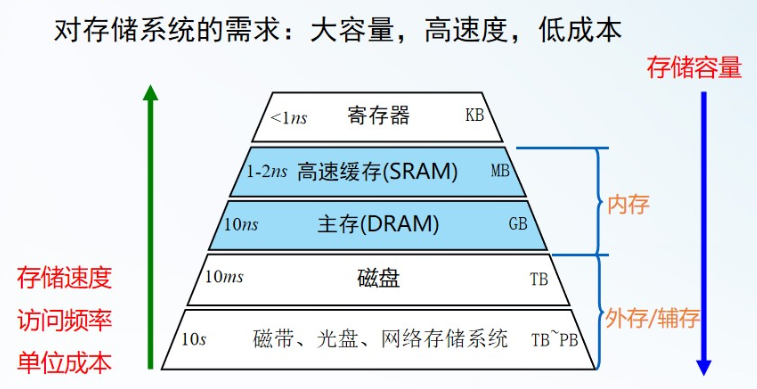 对存储系统的需求：大容量，高速度，低成本
存储容量
<1ns 寄存器 KB
1-2ns 高速缓存(SRAM) MB
内存
10ns 主存(DRAM) GB
存储速度
10ms 磁盘 TB
访问频率
外存/辅存
10s 磁带、光盘、网络存储系统 TB~PB
单位成本